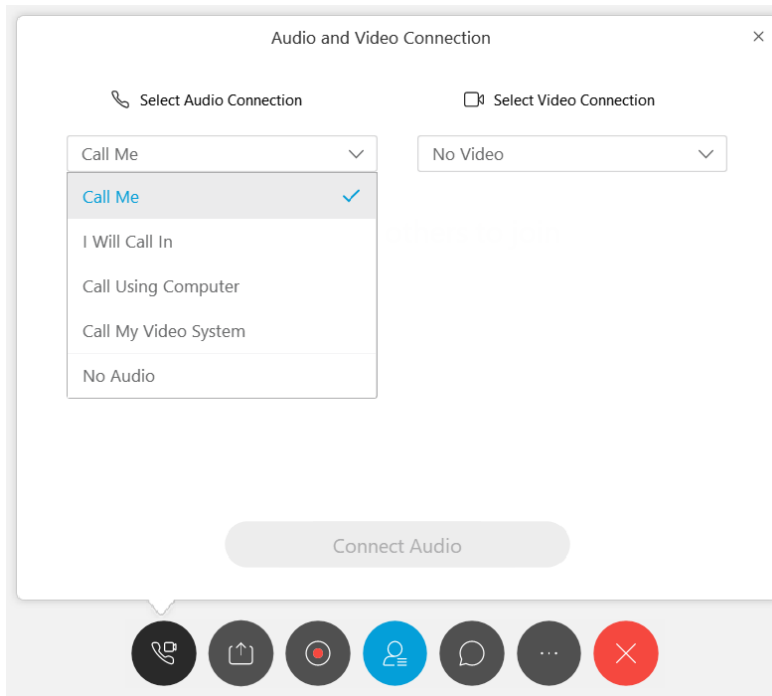 Audio and Video Connection
Select Audio Connection
Select Video Connection
Call Me
No Video
Call Me
I Will Call In
Call Using Computer
Call My Video System
No Audio
Connect Audio